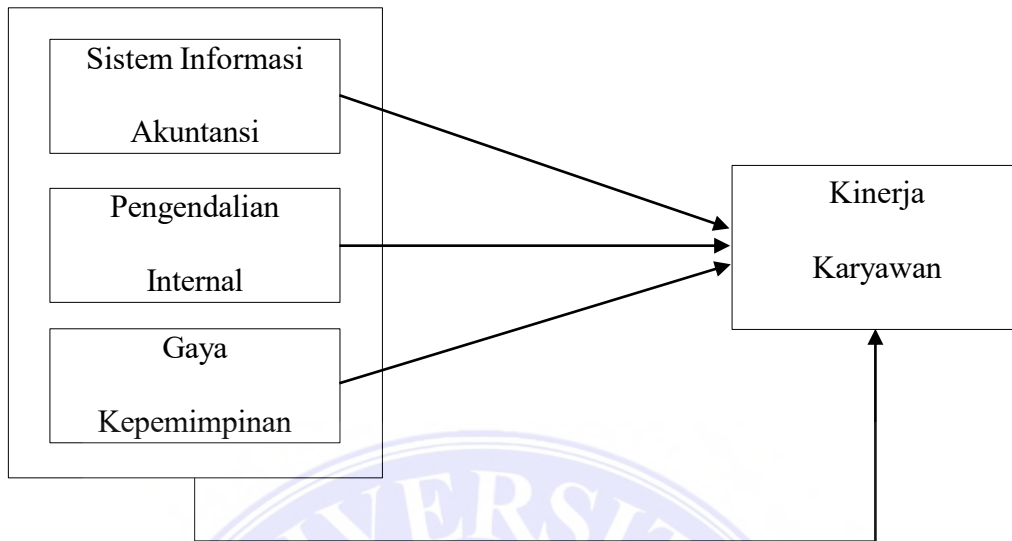 Sistem Informasi
Akuntansi
Pengendalian
Internal
Gaya
Kepemimpinan
Kinerja
Karyawan